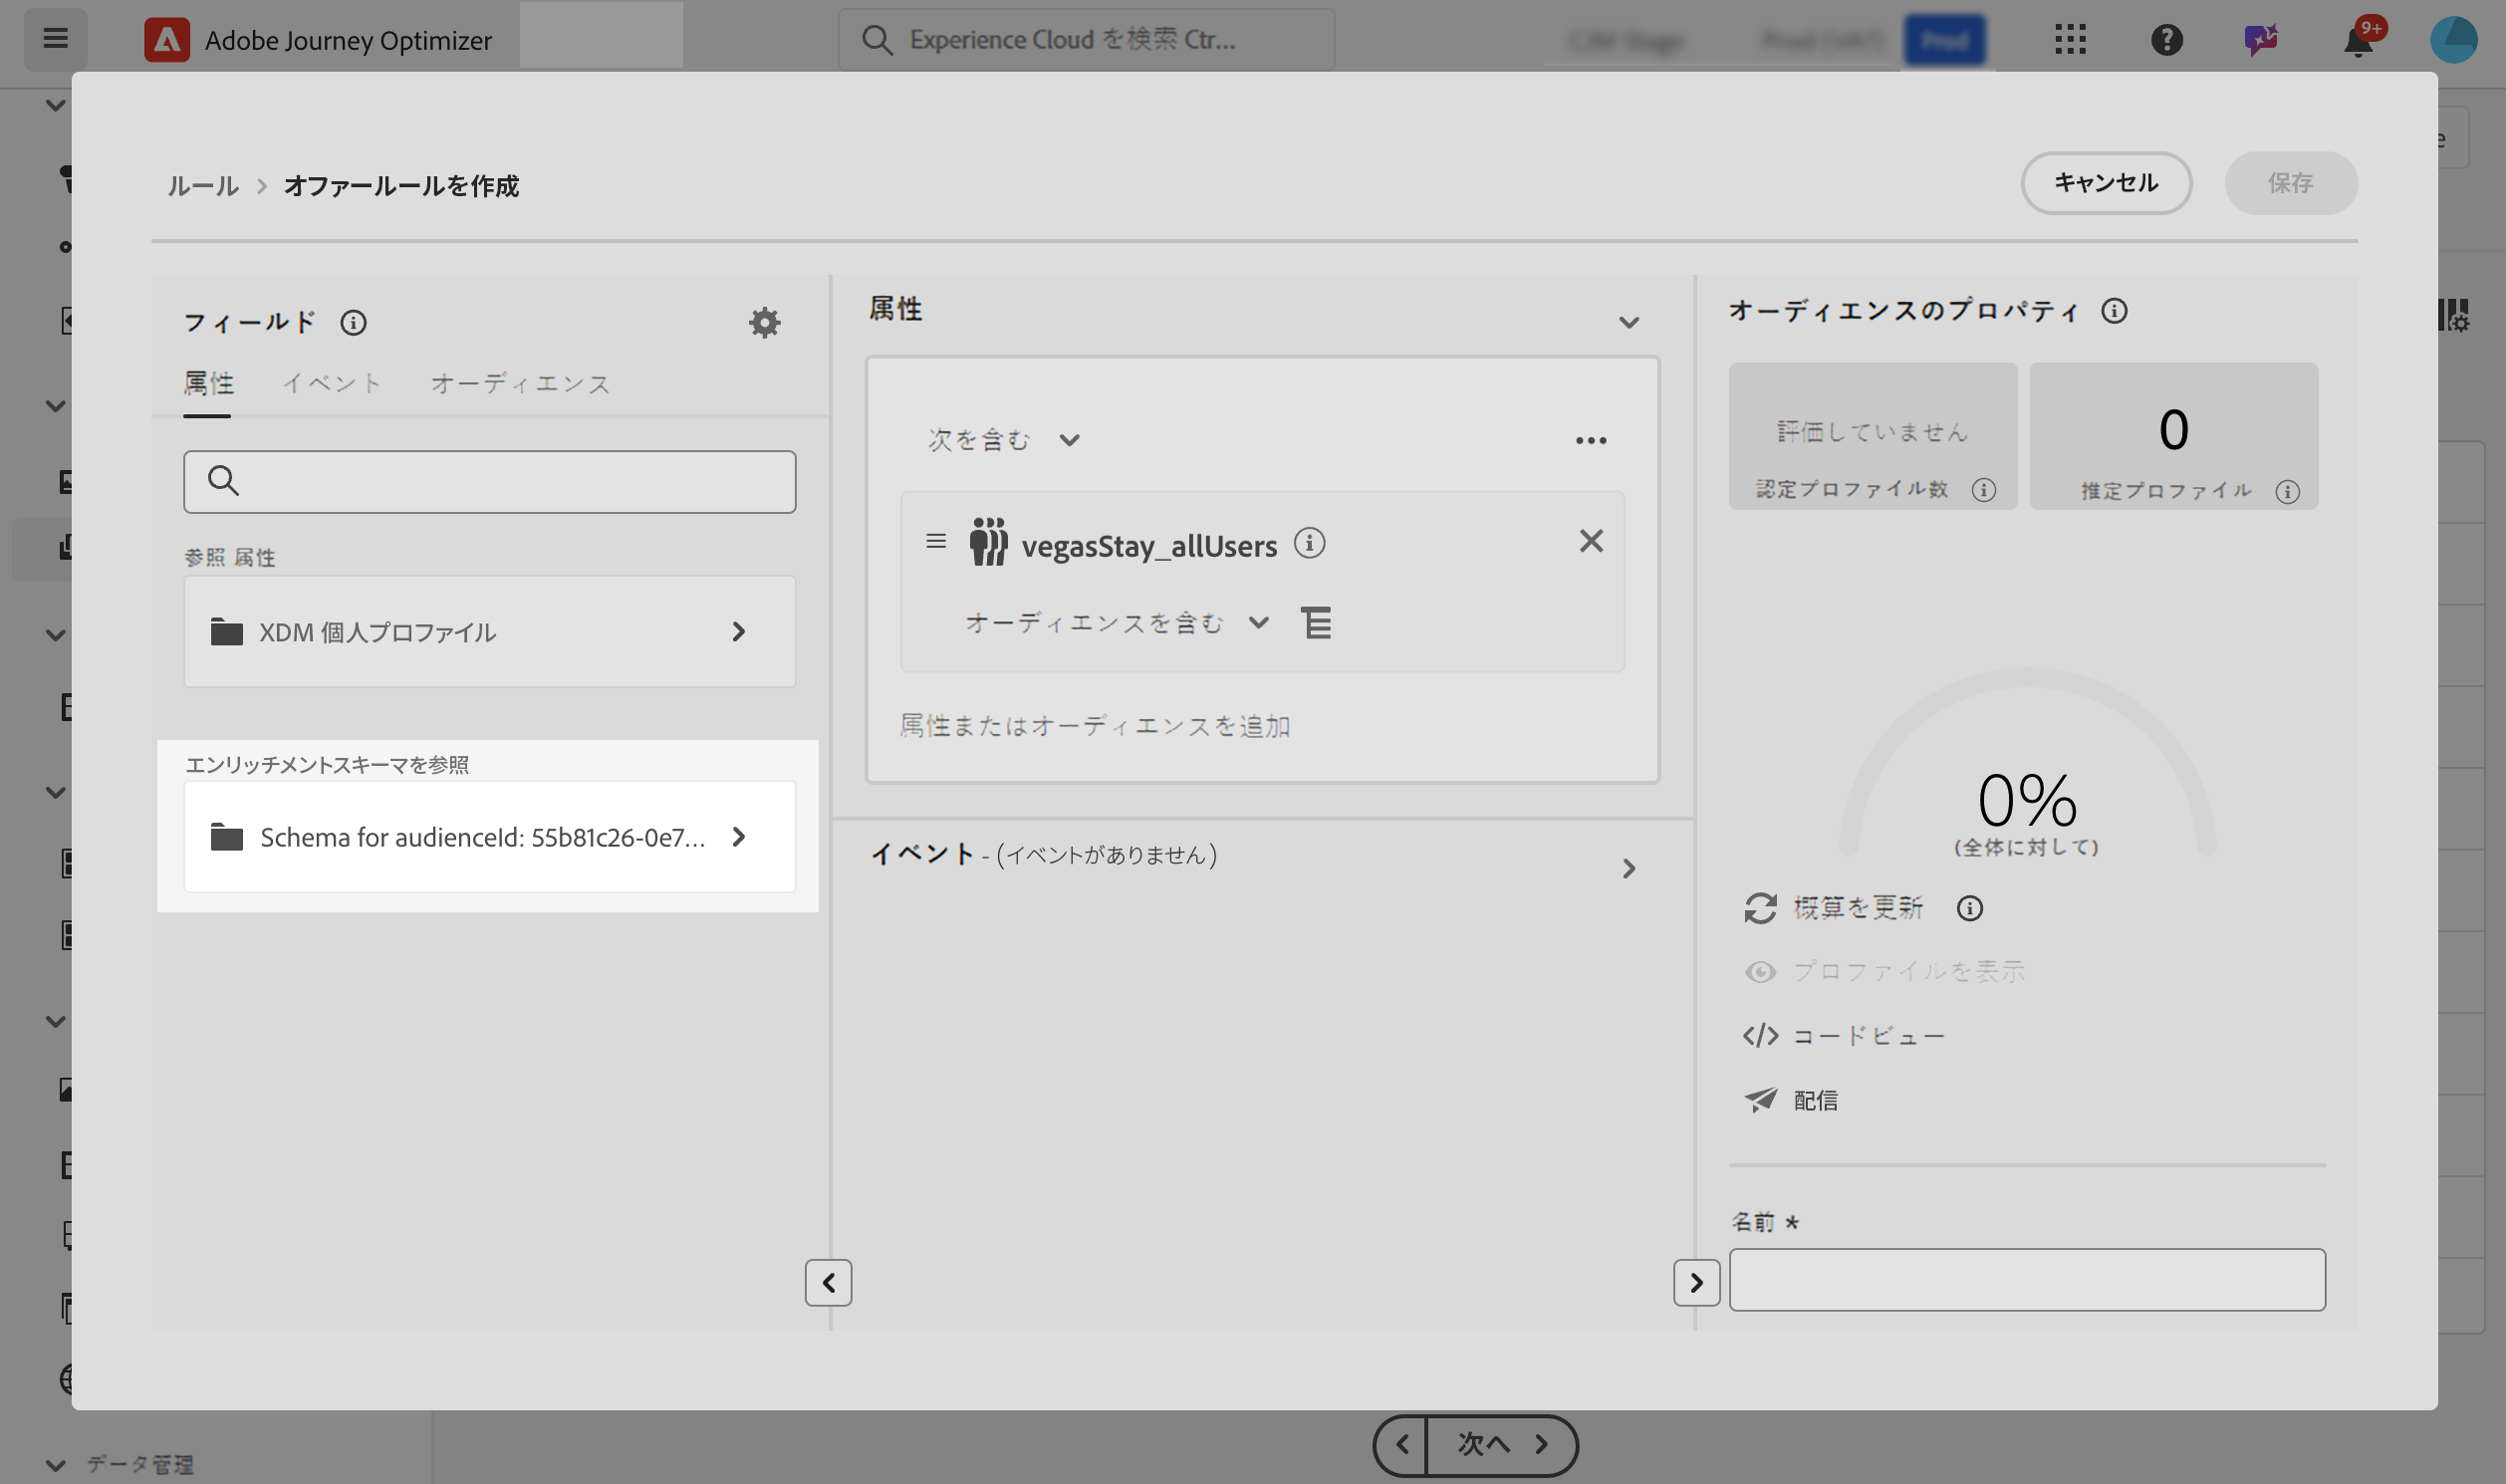 Adobe Journey Optimizer
Experience Cloud を検索 Ctr...
Prod
9+
ルール > オファールールを作成
キャンセル
保存
フィールド
属性
イベント
オーディエンス
参照 属性
XDM 個人プロファイル
エンリッチメントスキーマを参照
Schema for audienceId: 55b81c26-0e7...
属性
次を含む
vegasStay_allUsers
オーディエンスを含む
属性またはオーディエンスを追加
イベント - (イベントがありません)
オーディエンスのプロパティ
評価していません
認定プロファイル数
0
推定プロファイル
0%
(全体に対して)
概算を更新
プロファイルを表示
コードビュー
配信
名前 *
次へ
データ管理